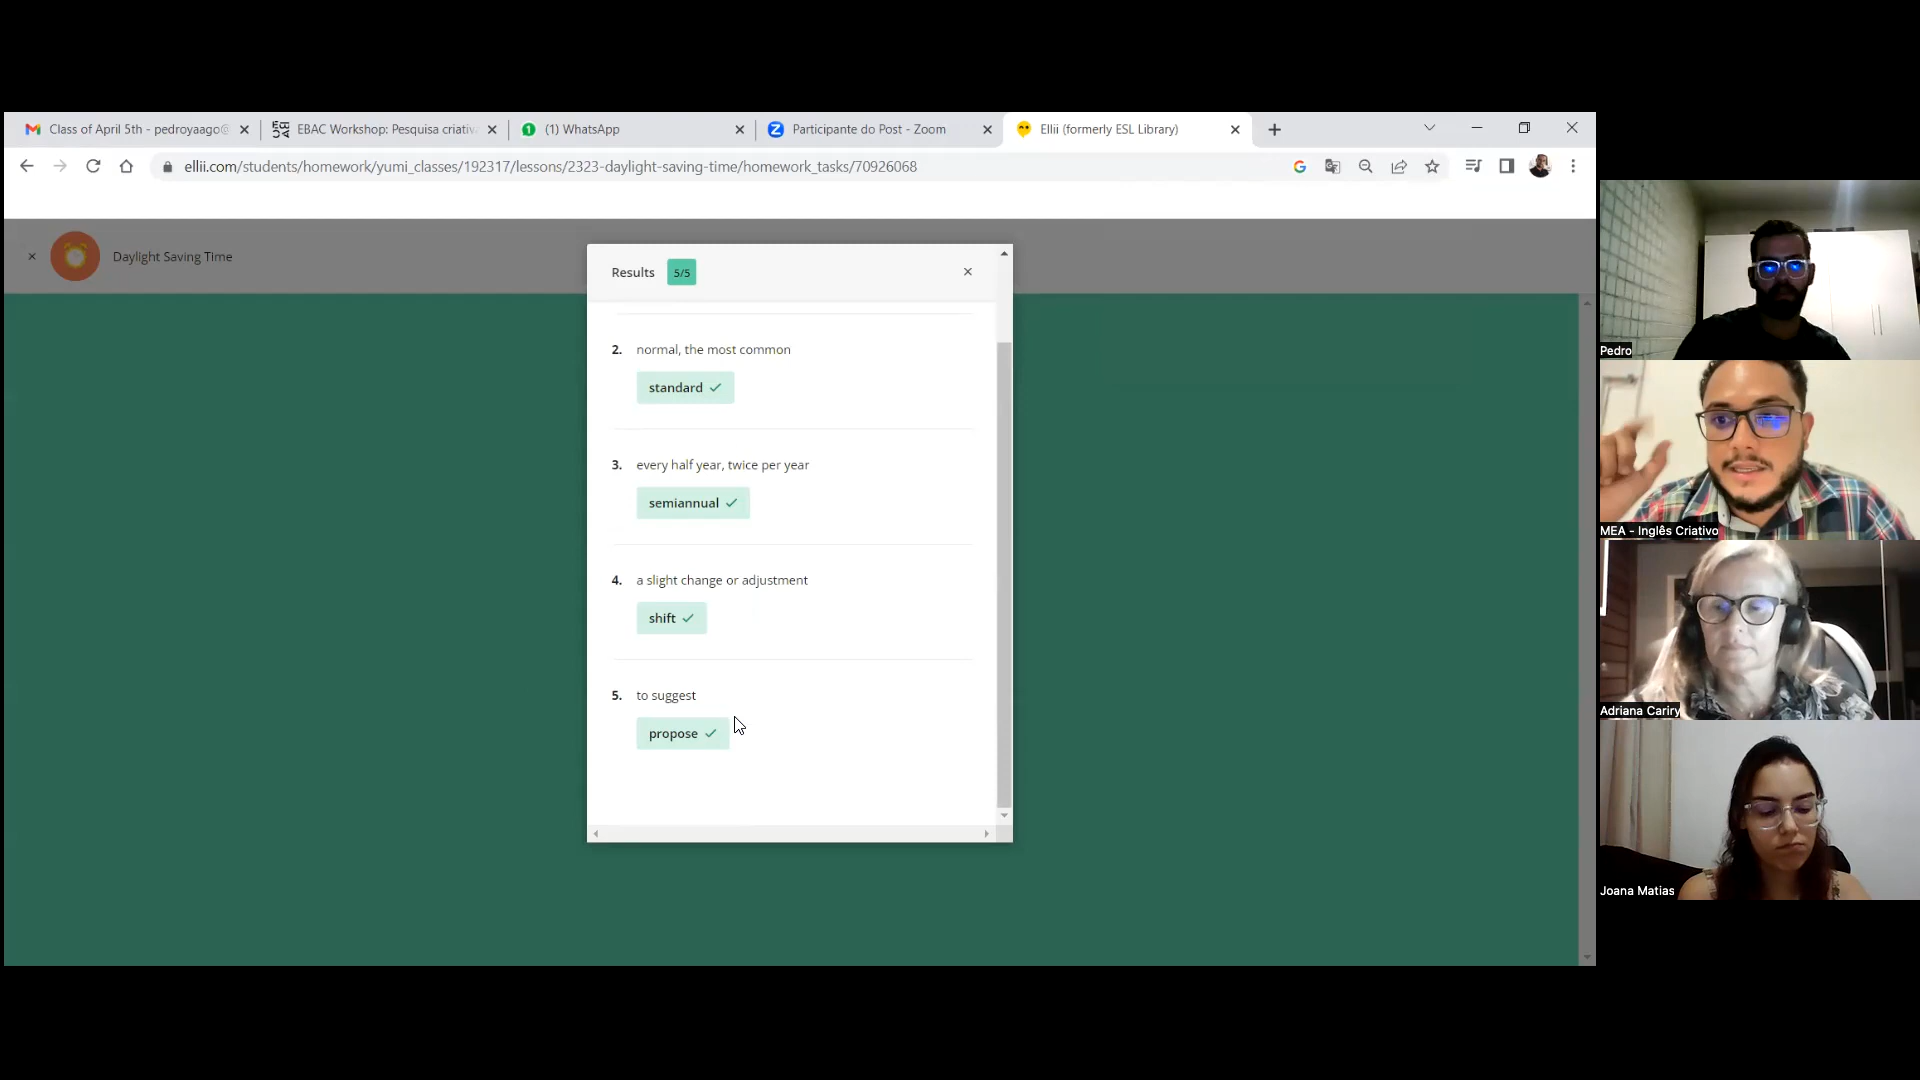 Class of April 5th - pedroyaago@
EBAC Workshop: Pesquisa criativ
(1) WhatsApp
Participante do Post - Zoom
Ellii (formerly ESL Library)
ellii.com/students/homework/yumi_classes/192317/lessons/2323-daylight-saving-time/homework_tasks/70926068
Daylight Saving Time
Results 5/5
2. normal, the most common
standard
3. every half year, twice per year
semiannual
4. a slight change or adjustment
shift
5. to suggest
propose
Pedro
MEA - Inglês Criativo
Adriana Cariry
Joana Matias